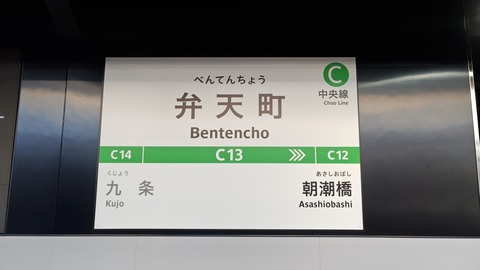 べんてんちょう
弁天町
Bentencho
C
中央線
Chuo Line
C14 C13 C12
くじょう
九条
Kujo
あさしおばし
朝潮橋
Asashiobashi